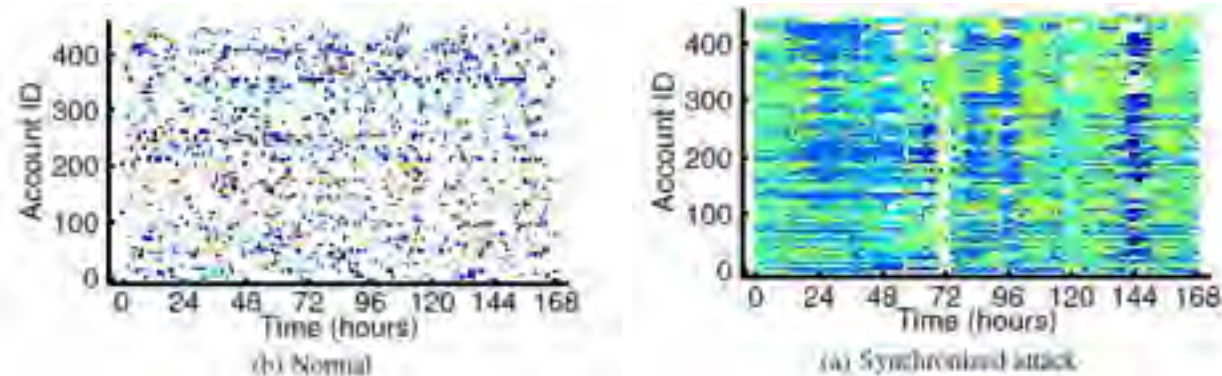 400
300
200
100
0
Account ID
0 24 48 72 96 120 144 168
Time (hours)
(b) Normal
400
300
200
100
0
Account ID
0 24 48 72 96 120 144 168
Time (hours)
(a) Synchronized attack